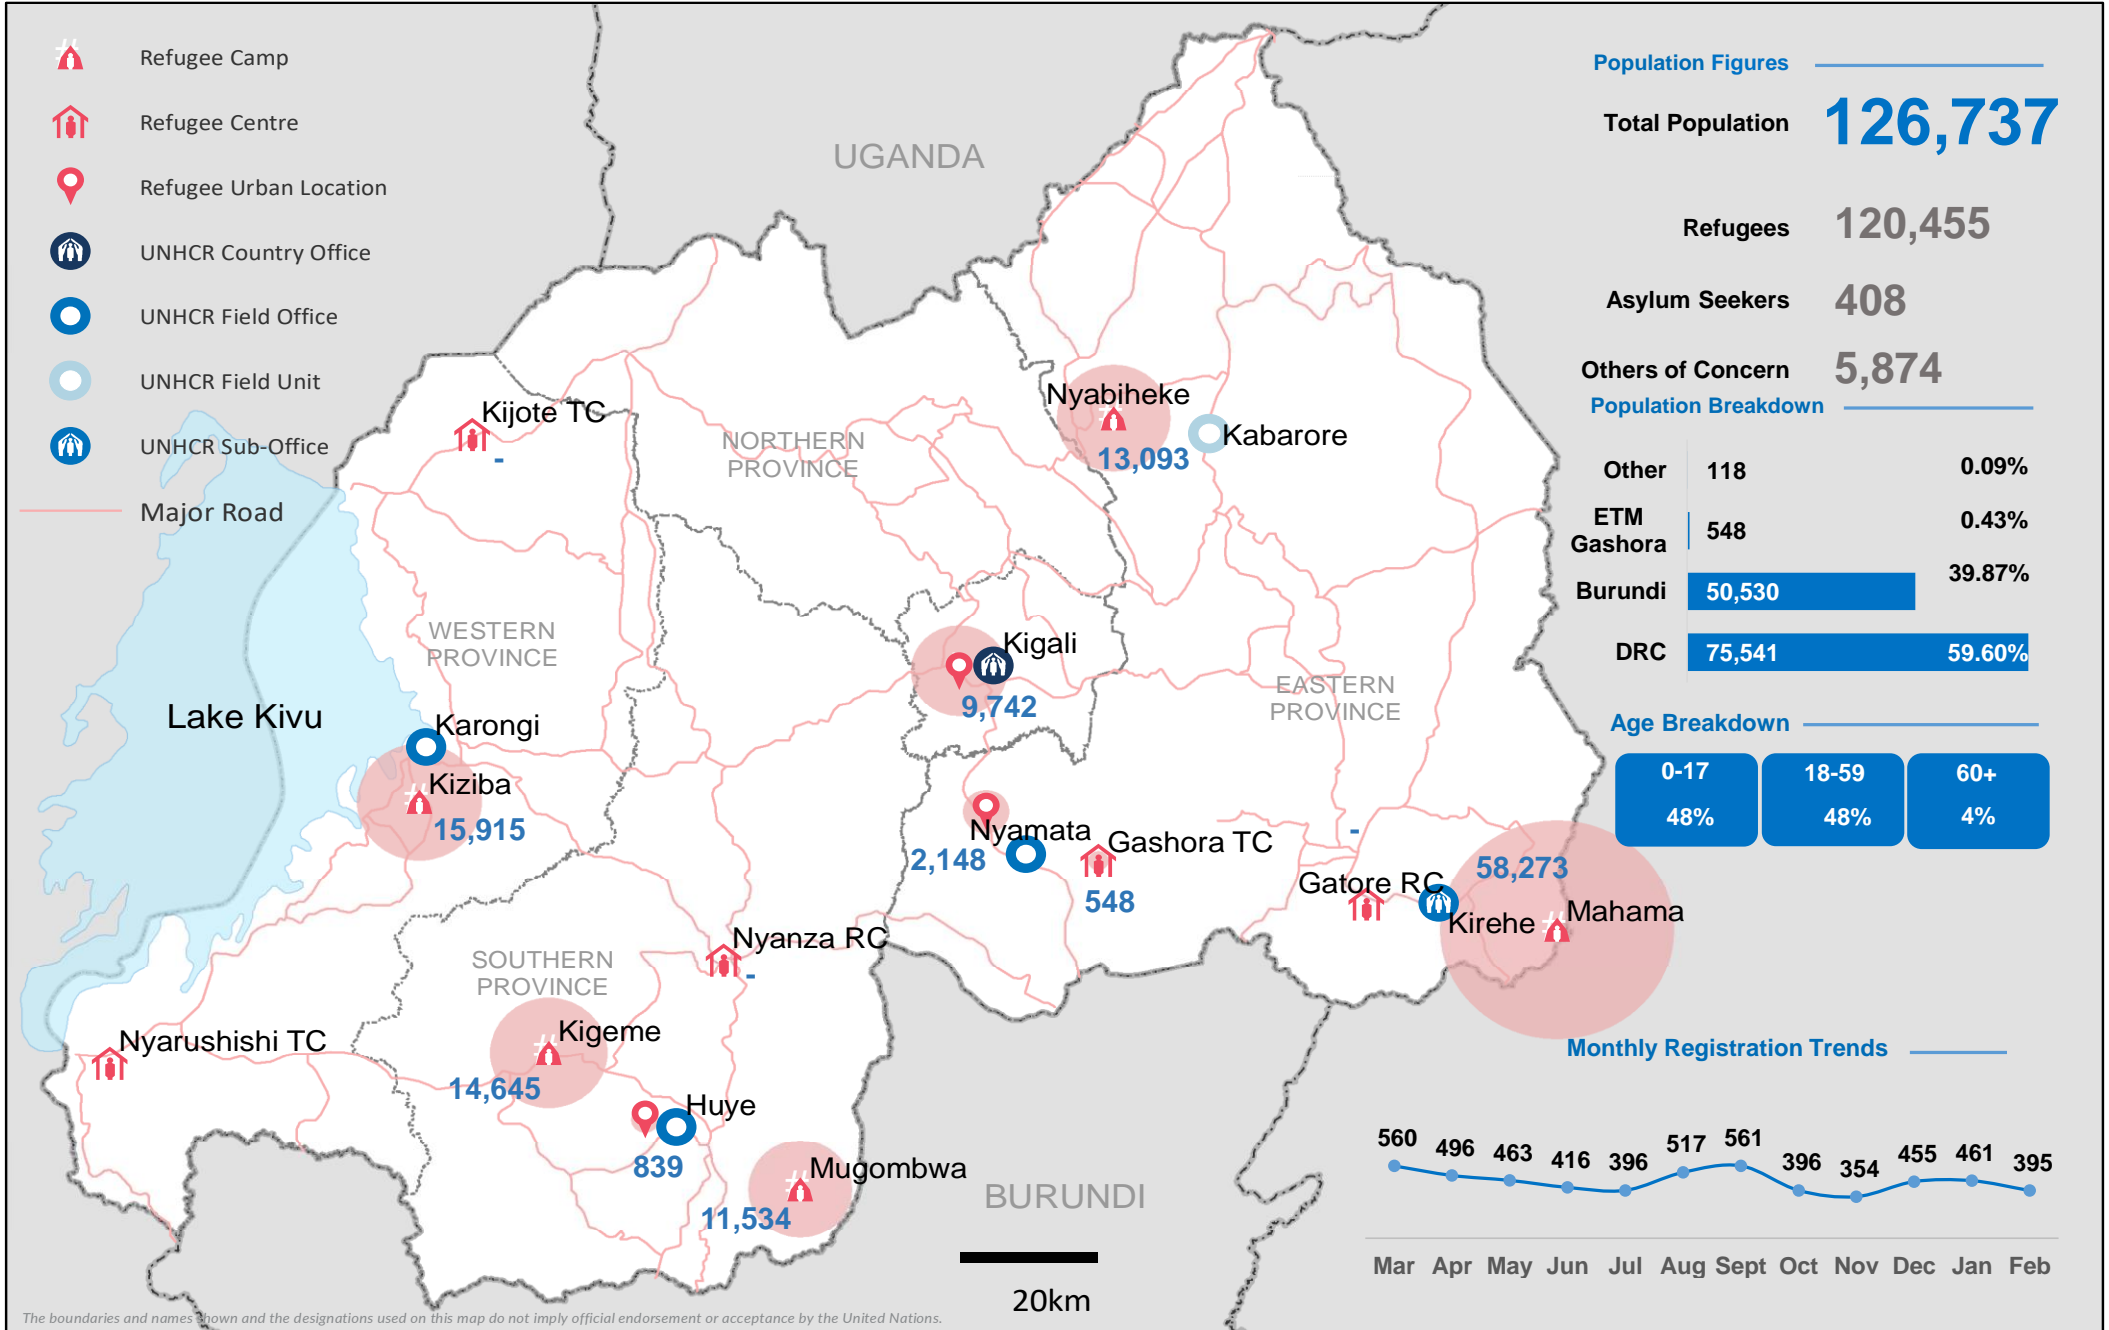 Refugee Camp
Refugee Centre
Refugee Urban Location
UNHCR Country Office
UNHCR Field Office
UNHCR Field Unit
UNHCR Sub-Office
Major Road
UGANDA
Kijote TC
-
NORTHERN
PROVINCE
Nyabiheke
13,093
Kabarore
WESTERN
PROVINCE
Kigali
9,742
EASTERN
PROVINCE
Lake Kivu
Karongi
Kiziba
15,915
Nyamata
2,148
Gashora TC
548
-
Gatore RC
58,273
Kirehe
Mahama
Nyanza RC
-
SOUTHERN
PROVINCE
Kigeme
14,645
Nyarushishi TC
Huye
839
Mugombwa
11,534
BURUNDI
20km
The boundaries and names shown and the designations used on this map do not imply official endorsement or acceptance by the United Nations.
Population Figures
Total Population 126,737
Refugees 120,455
Asylum Seekers 408
Others of Concern 5,874
Population Breakdown
Other 118 0.09%
ETM
Gashora 548 0.43%
Burundi 50,530 39.87%
DRC 75,541 59.60%
Age Breakdown
0-17 18-59 60+
48% 48% 4%
Monthly Registration Trends
560 496 463 416 396 517 561 396 354 455 461 395
Mar Apr May Jun Jul Aug Sept Oct Nov Dec Jan Feb